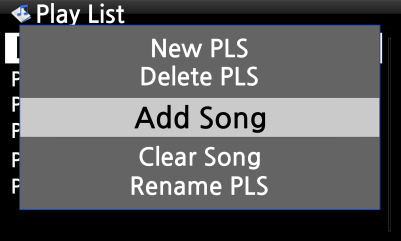 Play List
New PLS
Delete PLS
Add Song
Clear Song
Rename PLS